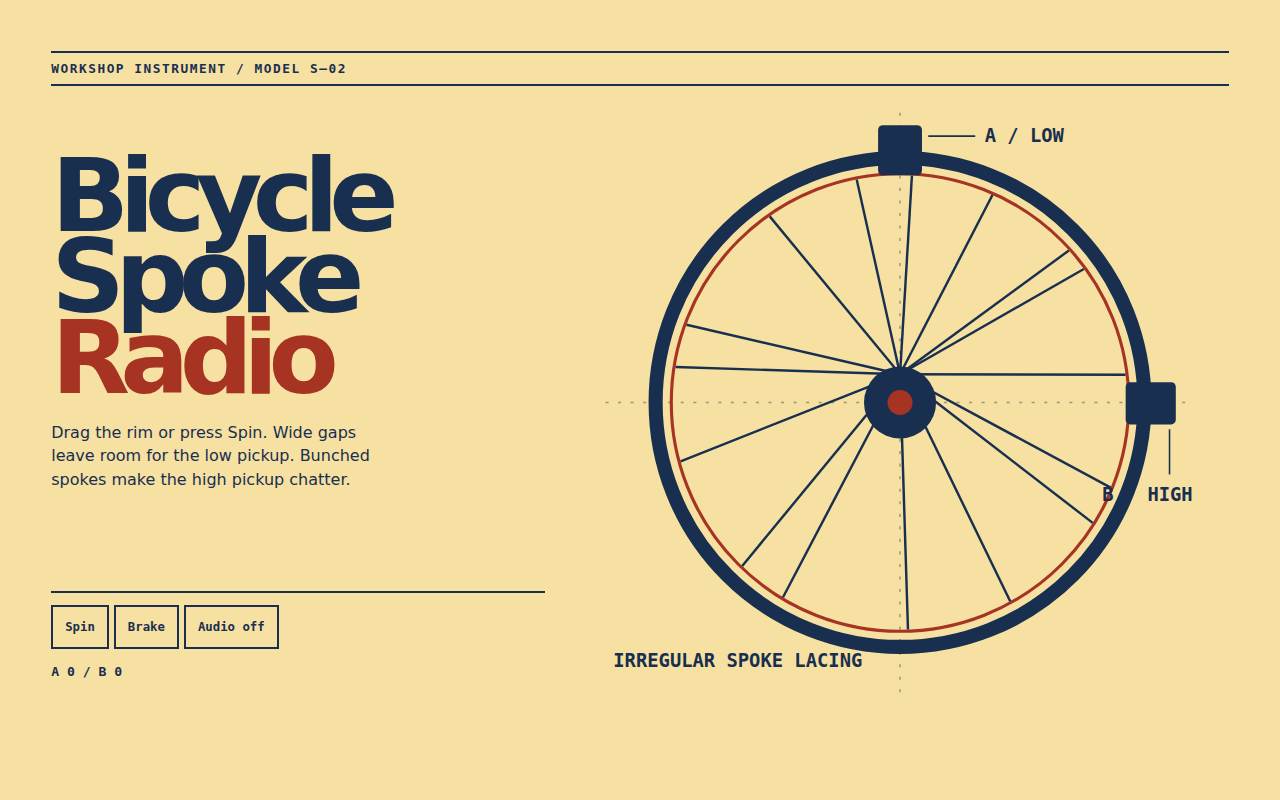 WORKSHOP INSTRUMENT / MODEL S—02
Bicycle
Spoke
Radio
Drag the rim or press Spin. Wide gaps
leave room for the low pickup. Bunched
spokes make the high pickup chatter.
Spin
Brake
Audio off
A 0 / B 0
A / LOW
B / HIGH
IRREGULAR SPOKE LACING